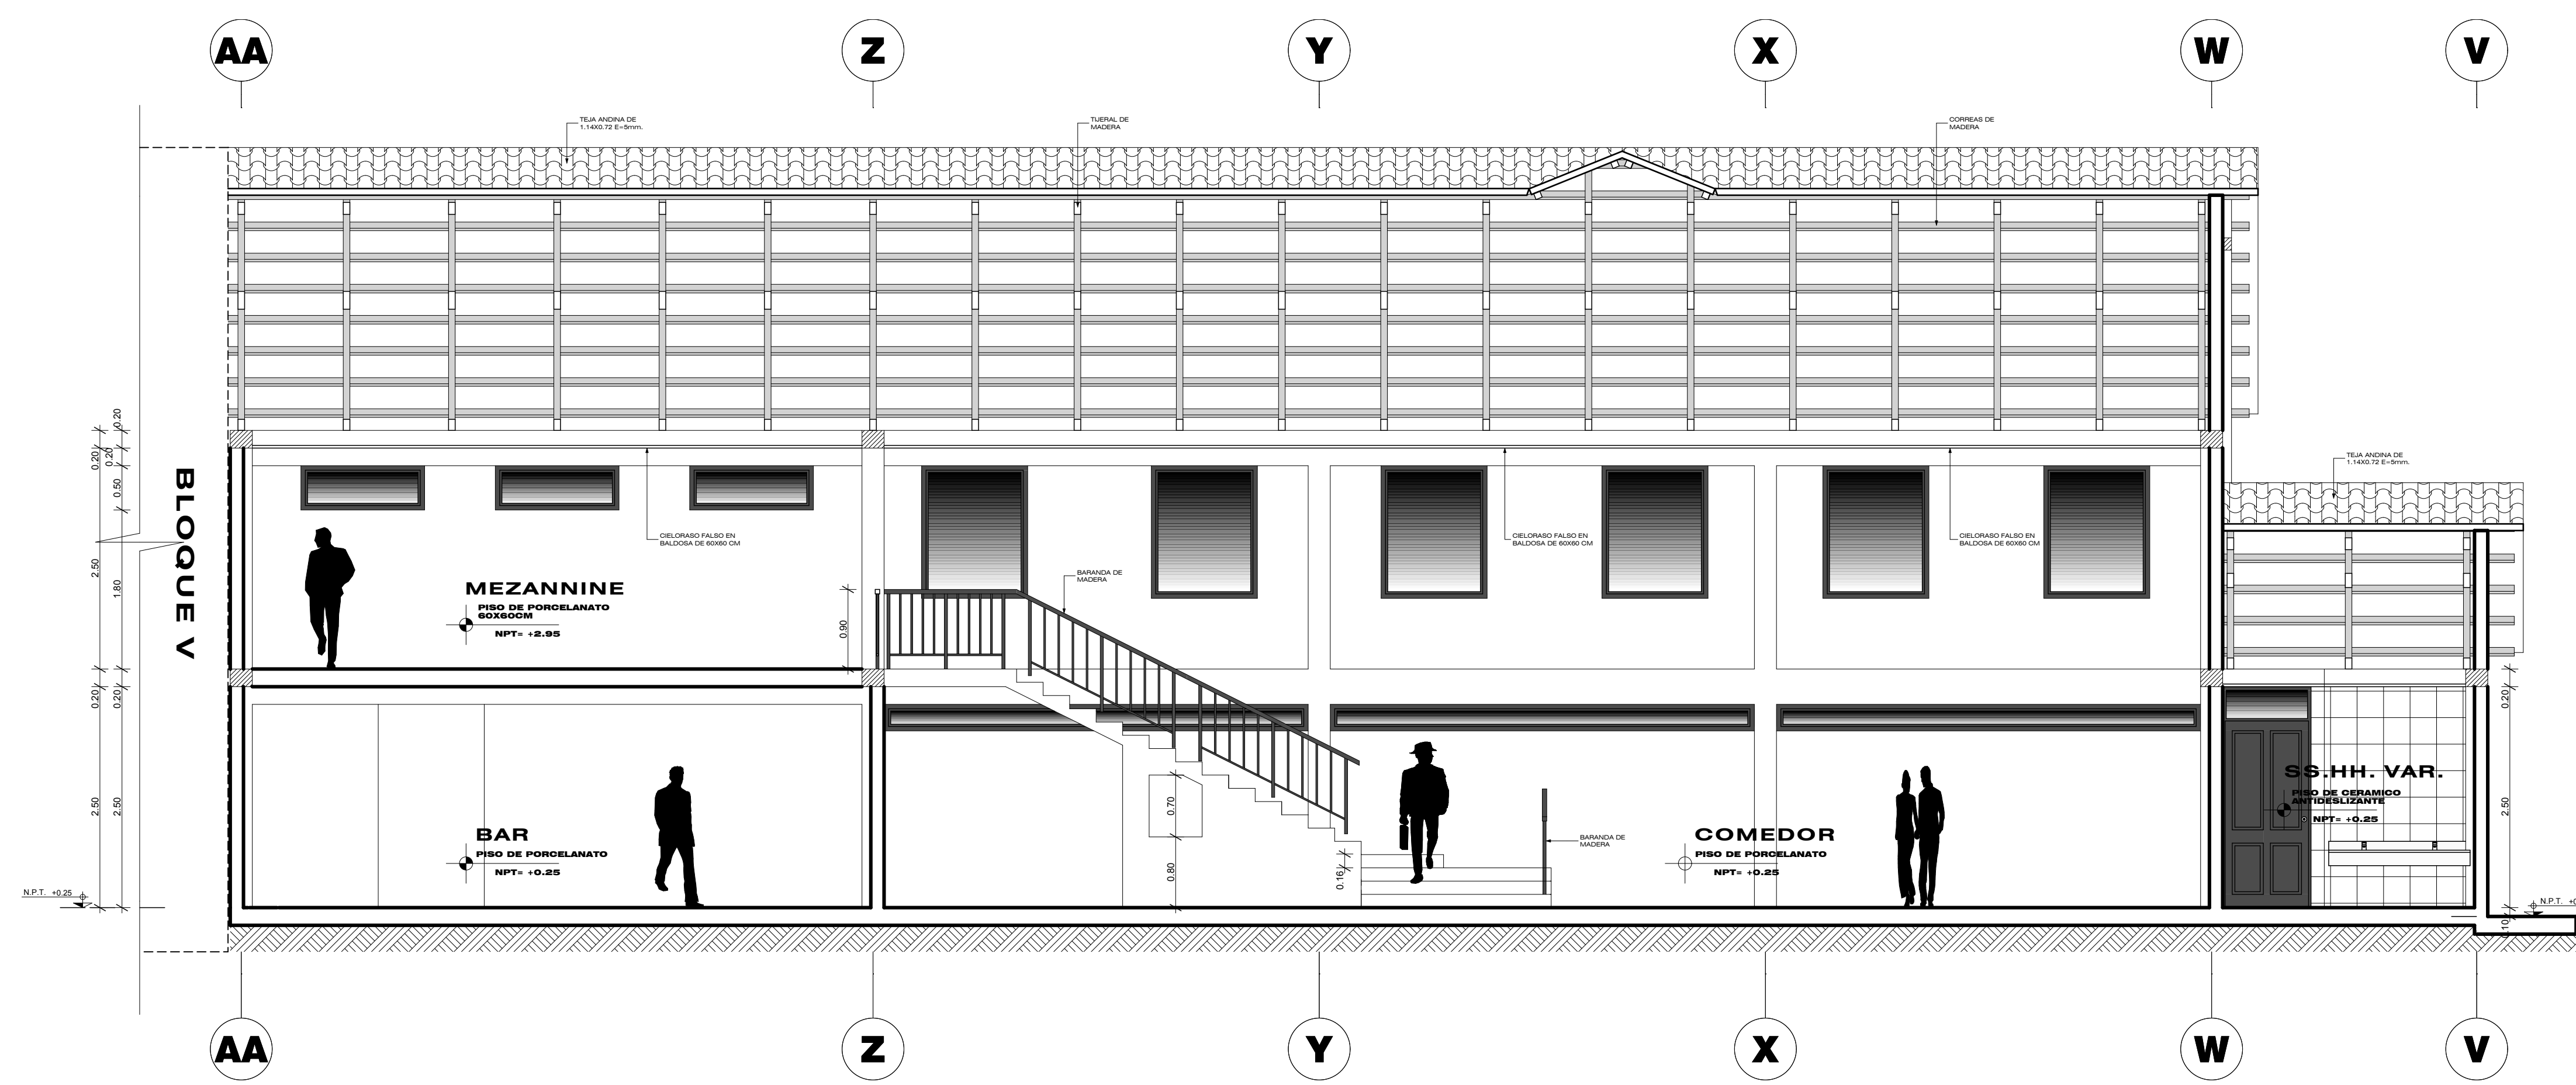 AA
Z
Y
X
W
V
TEJA ANDINA DE
1.14X0.72 E=5mm.
TIJERAL DE
MADERA
CORREAS DE
MADERA
0.20
0.20
0.20
0.50
2.50
1.80
BLOQUE V
TEJA ANDINA DE
1.14X0.72 E=5mm.
CIELORASO FALSO EN
BALDOSA DE 60X60 CM
CIELORASO FALSO EN
BALDOSA DE 60X60 CM
CIELORASO FALSO EN
BALDOSA DE 60X60 CM
BARANDA DE
MADERA
MEZANNINE
PISO DE PORCELANATO
60X60CM
NPT= +2.95
0.90
0.20
0.20
0.20
2.50
2.50
2.50
SS.HH. VAR.
PISO DE CERAMICO
ANTIDESLIZANTE
NPT= +0.25
BAR
PISO DE PORCELANATO
NPT= +0.25
0.70
0.80
0.16
BARANDA DE
MADERA
COMEDOR
PISO DE PORCELANATO
NPT= +0.25
N.P.T. +0.25
N.P.T.
0.10
AA
Z
Y
X
W
V